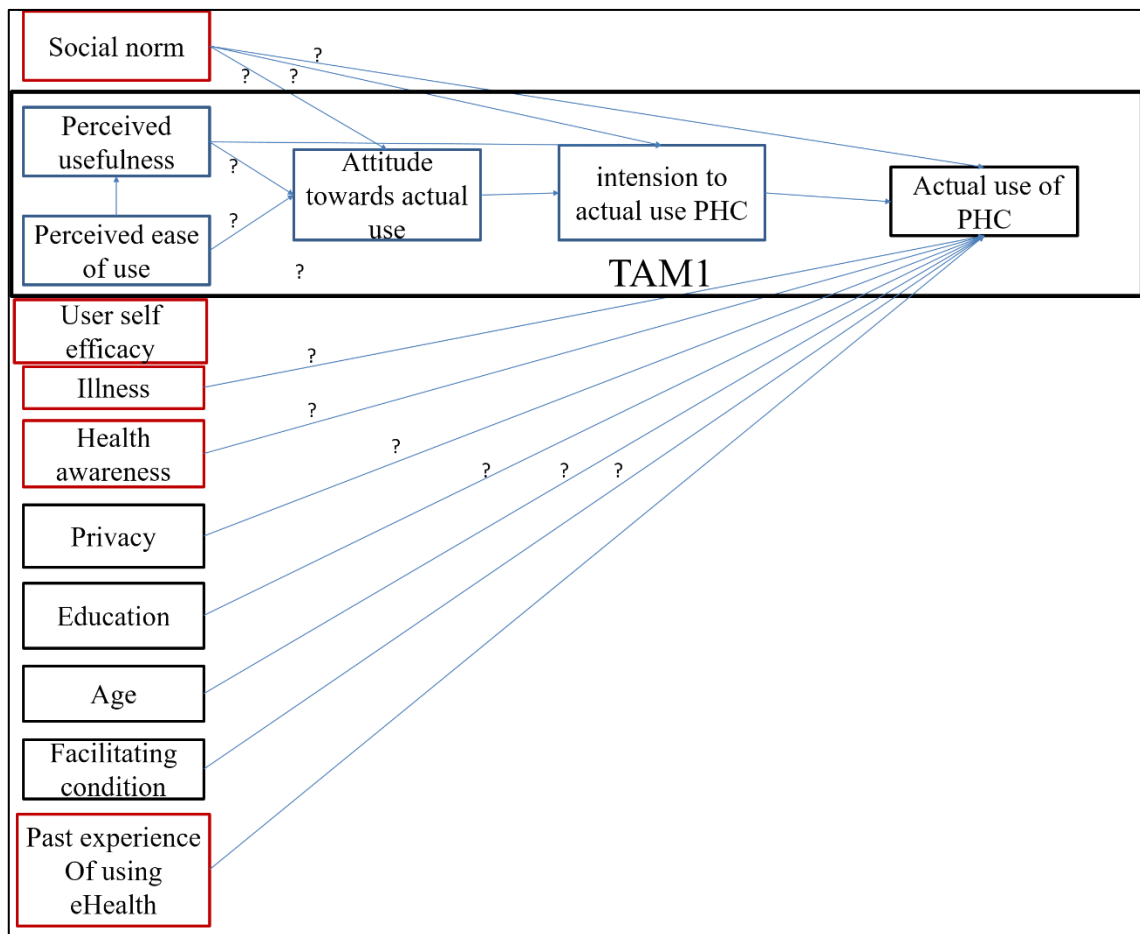 Social norm
?
?
?
Perceived
usefulness
?
Attitude
towards actual
use
intension to
actual use PHC
Actual use of
PHC
?
Perceived ease
of use
?
TAM1
User self
efficacy
?
Illness
?
Health
awareness
?
?
?
?
Privacy
Education
Age
Facilitating
condition
Past experience
Of using
eHealth